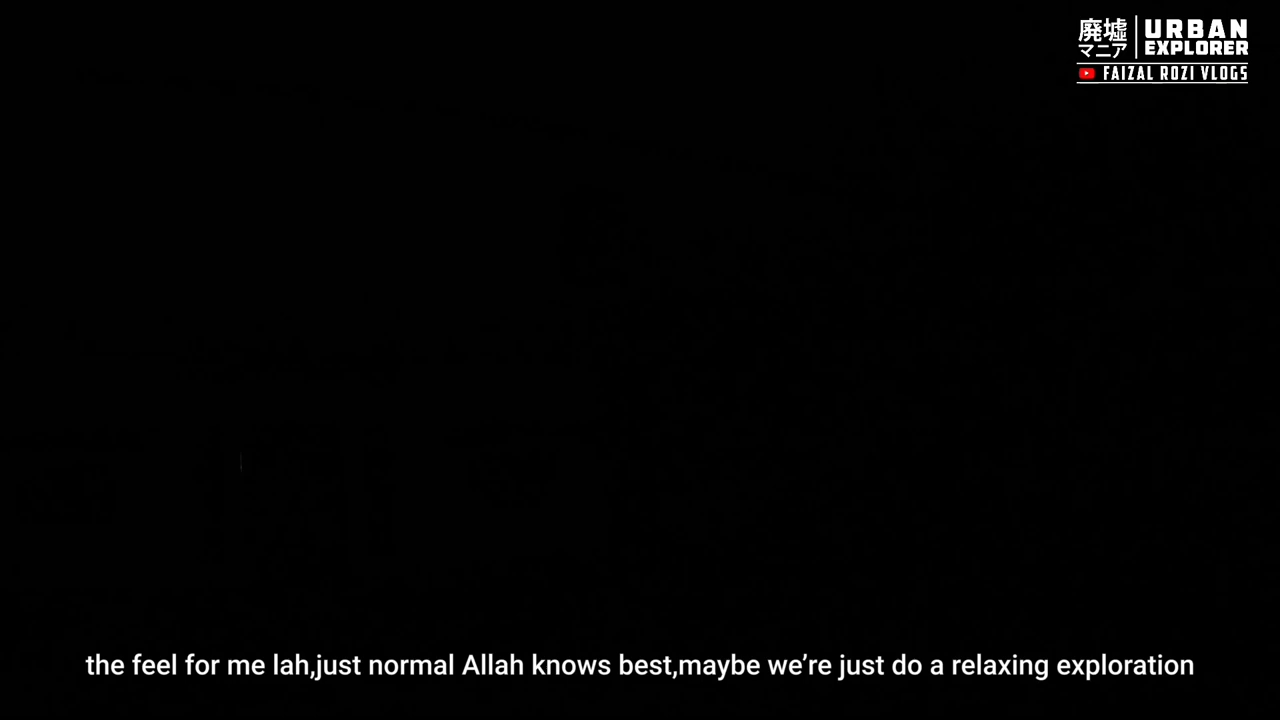 廃墟
マニア
URBAN
EXPLORER
FAIZAL ROZI VLOGS
the feel for me lah,just normal Allah knows best,maybe we’re just do a relaxing exploration